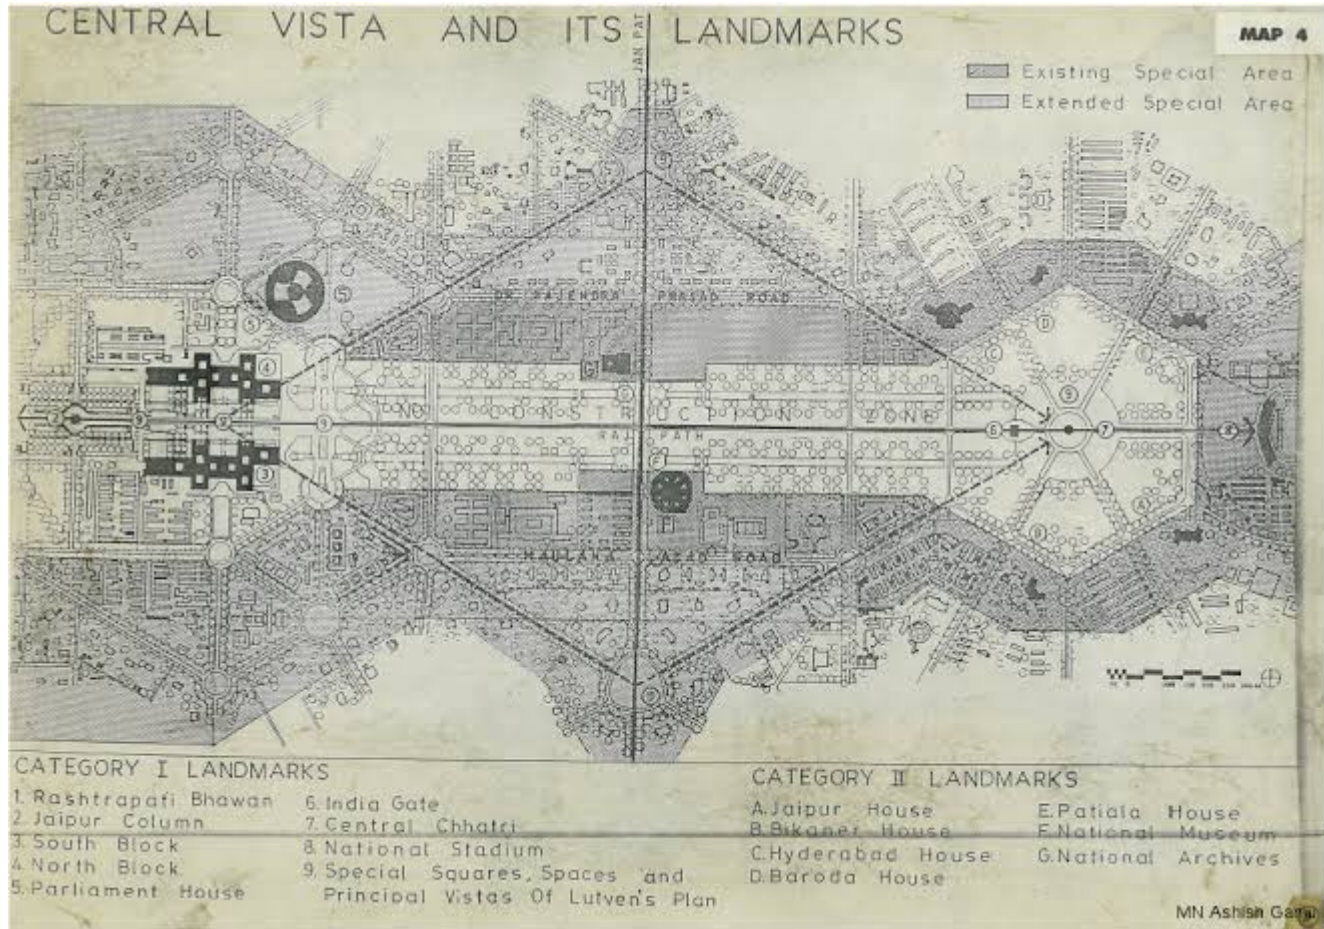 CENTRAL VISTA AND ITS LANDMARKS
MAP 4
JAN PAT
Existing Special Area
Extended Special Area
DR. RAJENDRA PRASAD ROAD
NO CONSTRUCTION ZONE
RAJ PATH
MAULANA AZAD ROAD
CATEGORY I LANDMARKS
1. Rashtrapati Bhawan
2. Jaipur Column
3. South Block
4. North Block
5. Parliament House
6. India Gate
7. Central Chhatri
8. National Stadium
9. Special Squares, Spaces and
Principal Vistas Of Lutven's Plan
CATEGORY II LANDMARKS
A. Jaipur House
B. Bikaner House
C. Hyderabad House
D. Baroda House
E. Patiala House
F. National Museum
G. National Archives
MN Ashish Ganju